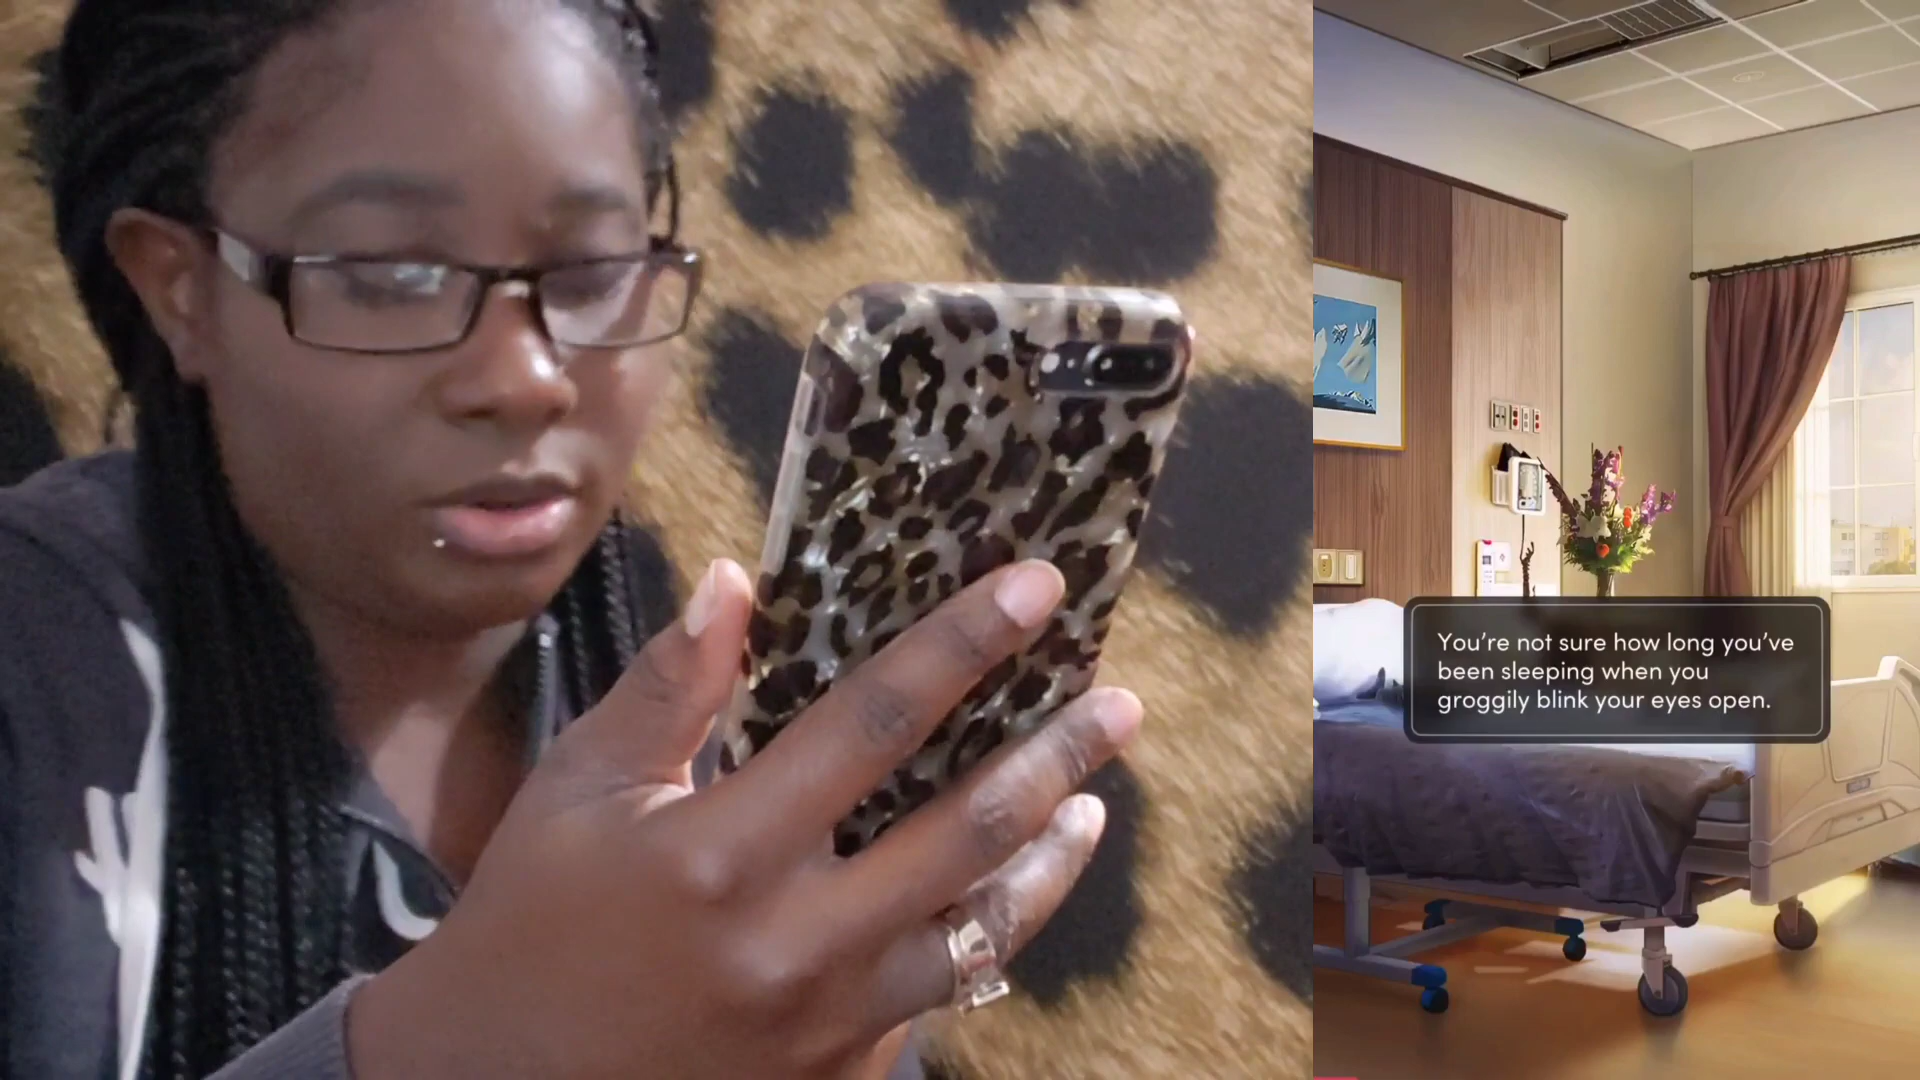 You’re not sure how long you’ve
been sleeping when you
groggily blink your eyes open.